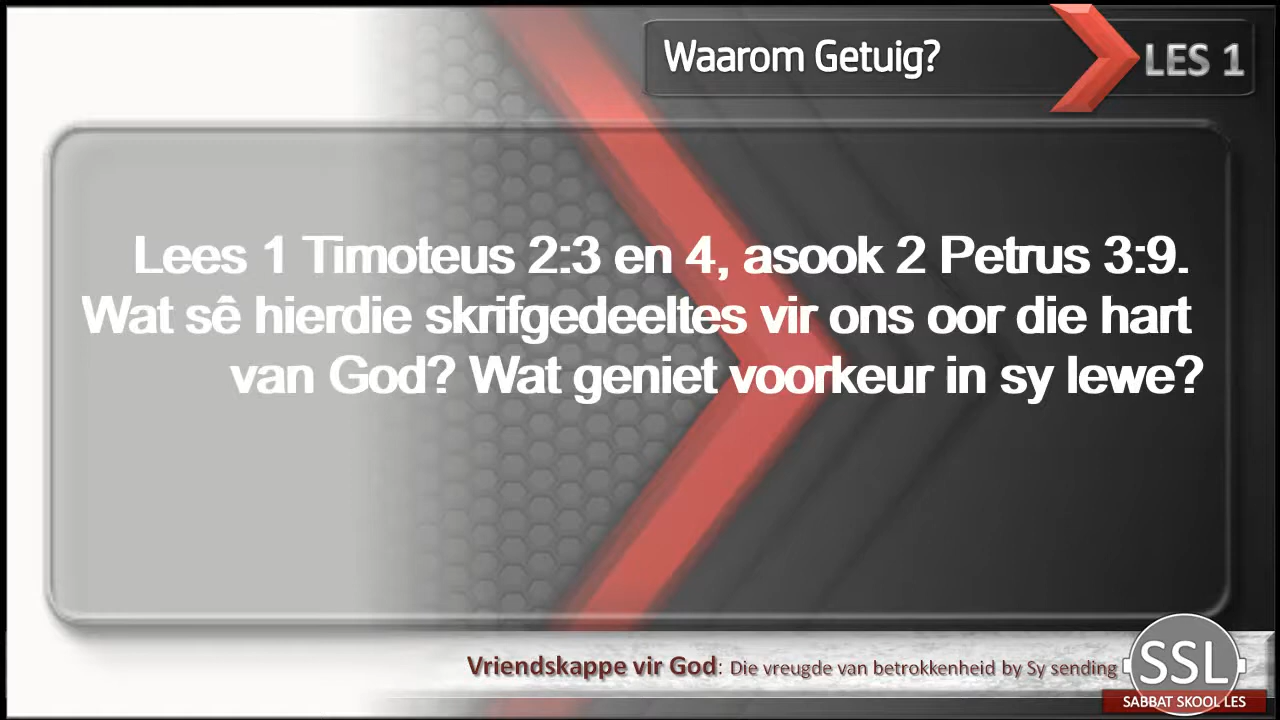 Waarom Getuig?
LES 1
Lees 1 Timoteus 2:3 en 4, asook 2 Petrus 3:9.
Wat sê hierdie skrifgedeeltes vir ons oor die hart
van God? Wat geniet voorkeur in sy lewe?
Vriendskappe vir God: Die vreugde van betrokkenheid by Sy sending
SSL
SABBAT SKOOL LES